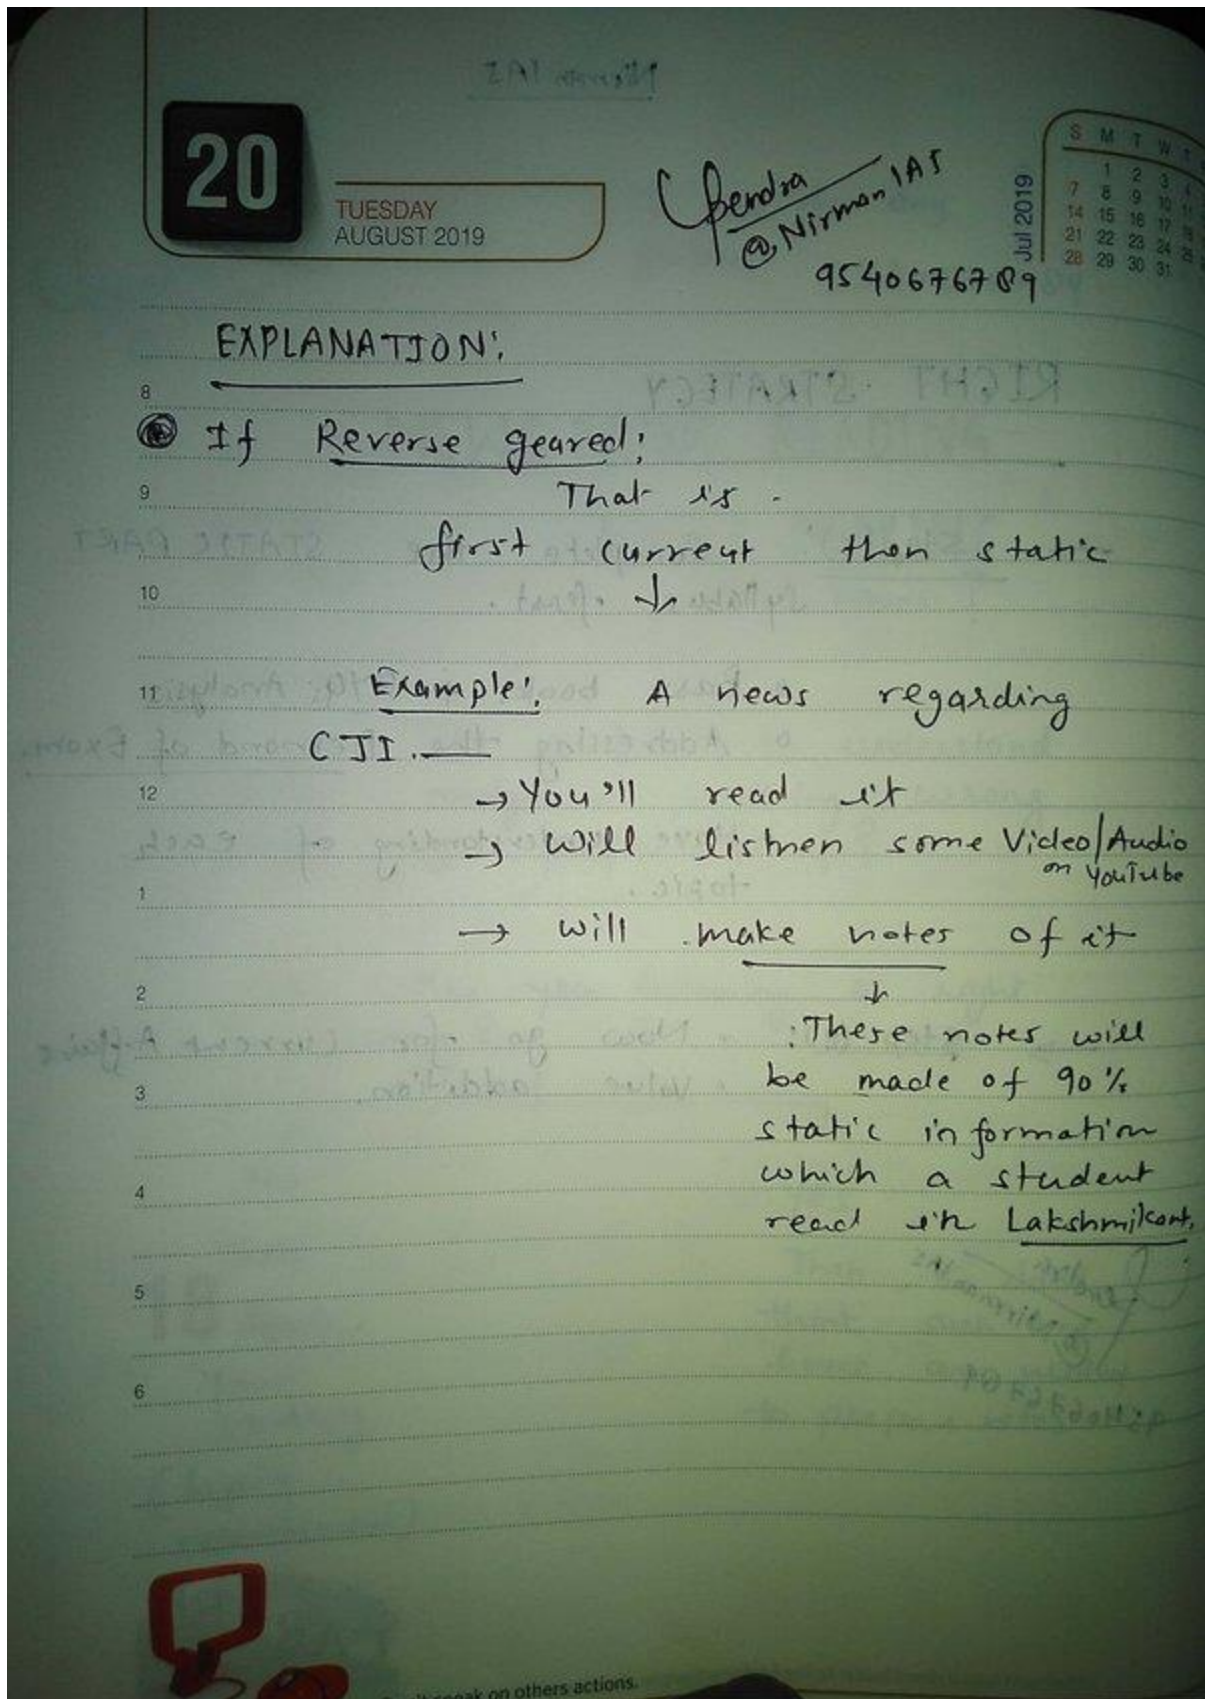 20
TUESDAY
AUGUST 2019
Upendra
@Nirman IAS
9540676789
Jul 2019
S M T W T
1 2 3 4
7 8 9 10 11
14 15 16 17 18
21 22 23 24 25
28 29 30 31
EXPLANATION:
8
If Reverse geared:
9
That is -
first current then static
10
11 Example: A news regarding
CJI.
12
→ You'll read it
→ Will listnen some Video/Audio
on YouTube
1
→ will make notes of it
2
: These notes will
3 be made of 90%
static information
which a student
4
read in Lakshmikant.
5
6
on others actions.